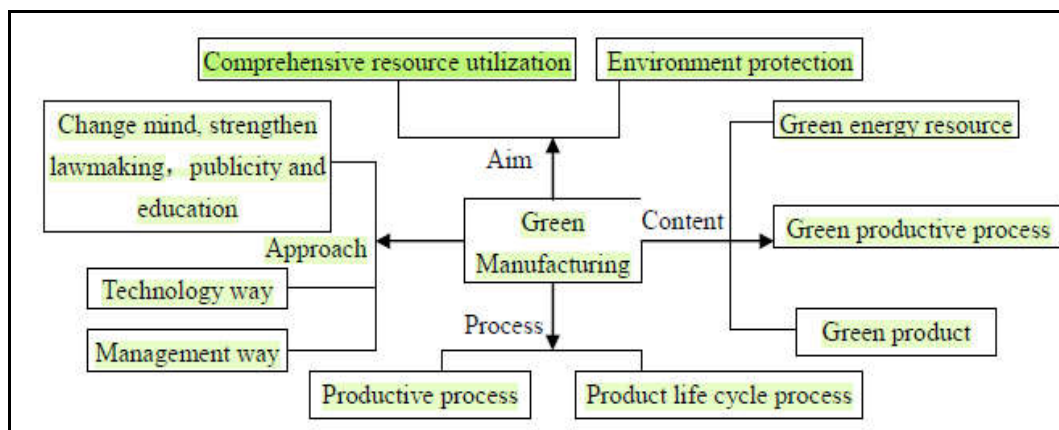 Comprehensive resource utilization
Environment protection
Change mind, strengthen
lawmaking，publicity and
education
Green energy resource
Aim
Green
Manufacturing
Content
Green productive process
Approach
Technology way
Management way
Process
Green product
Productive process
Product life cycle process